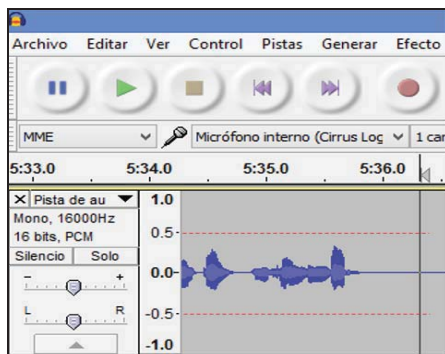 Archivo Editar Ver Control Pistas Generar Efecto
MME Micrófono interno (Cirrus Log 1 can
5:33.0 5:34.0 5:35.0 5:36.0
X Pista de au 1.0
Mono, 16000Hz
16 bits, PCM 0.5
Silencio Solo
- + 0.0
L R -0.5
-1.0